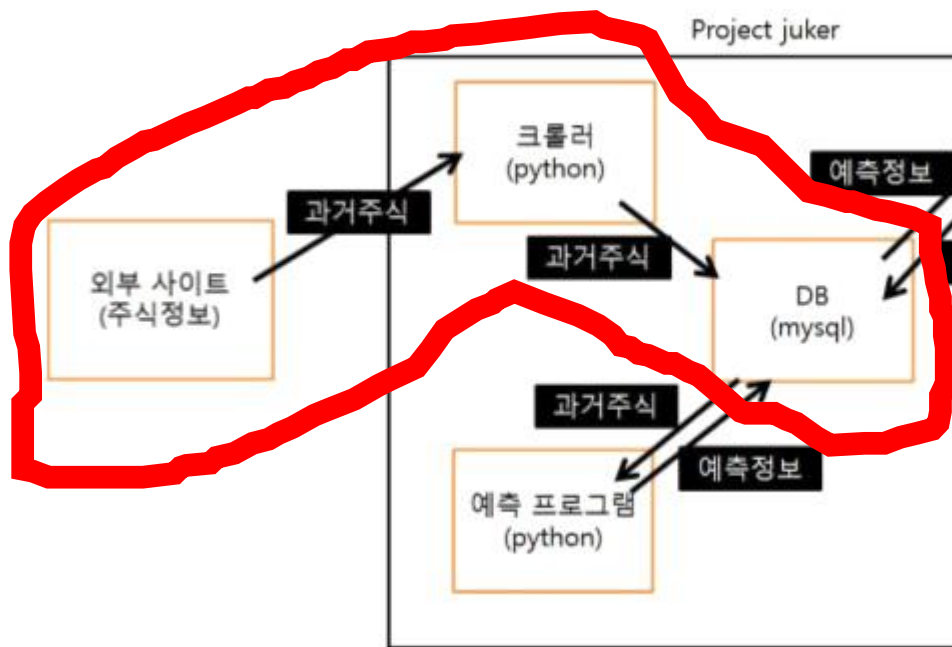 Project juker
크롤러
(python)
예측정보
과거주식
과거주식
외부 사이트
(주식정보)
DB
(mysql)
과거주식
예측정보
예측 프로그램
(python)